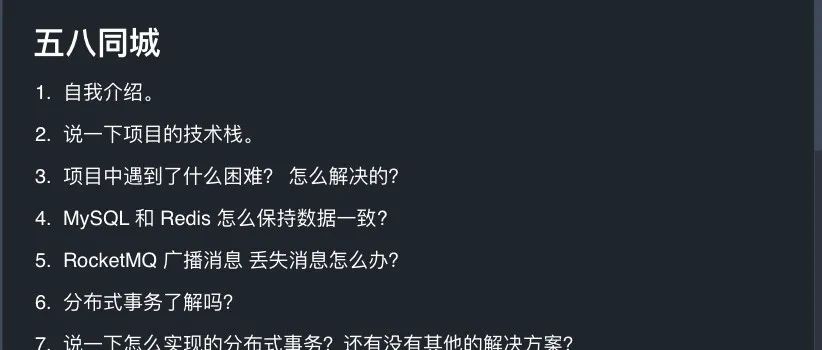 五八同城
1. 自我介绍。
2. 说一下项目的技术栈。
3. 项目中遇到了什么困难? 怎么解决的?
4. MySQL 和 Redis 怎么保持数据一致?
5. RocketMQ 广播消息 丢失消息怎么办?
6. 分布式事务了解吗?
7. 说一下怎么实现的分布式事务? 还有没有其他的解决方案?